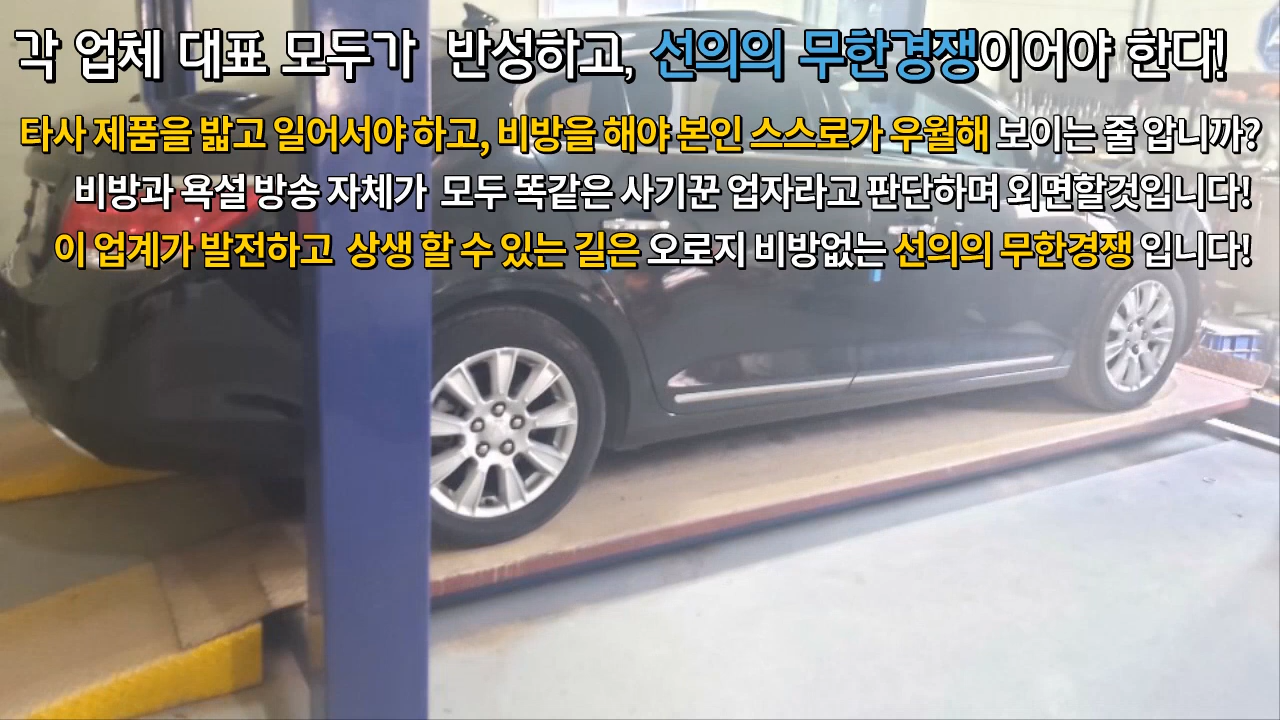 각 업체 대표 모두가 반성하고, 선의의 무한경쟁이어야 한다!
타사 제품을 밟고 일어서야 하고, 비방을 해야 본인 스스로가 우월해 보이는 줄 압니까?
비방과 욕설 방송 자체가 모두 똑같은 사기꾼 업자라고 판단하며 외면할것입니다!
이 업계가 발전하고 상생 할 수 있는 길은 오로지 비방없는 선의의 무한경쟁 입니다!